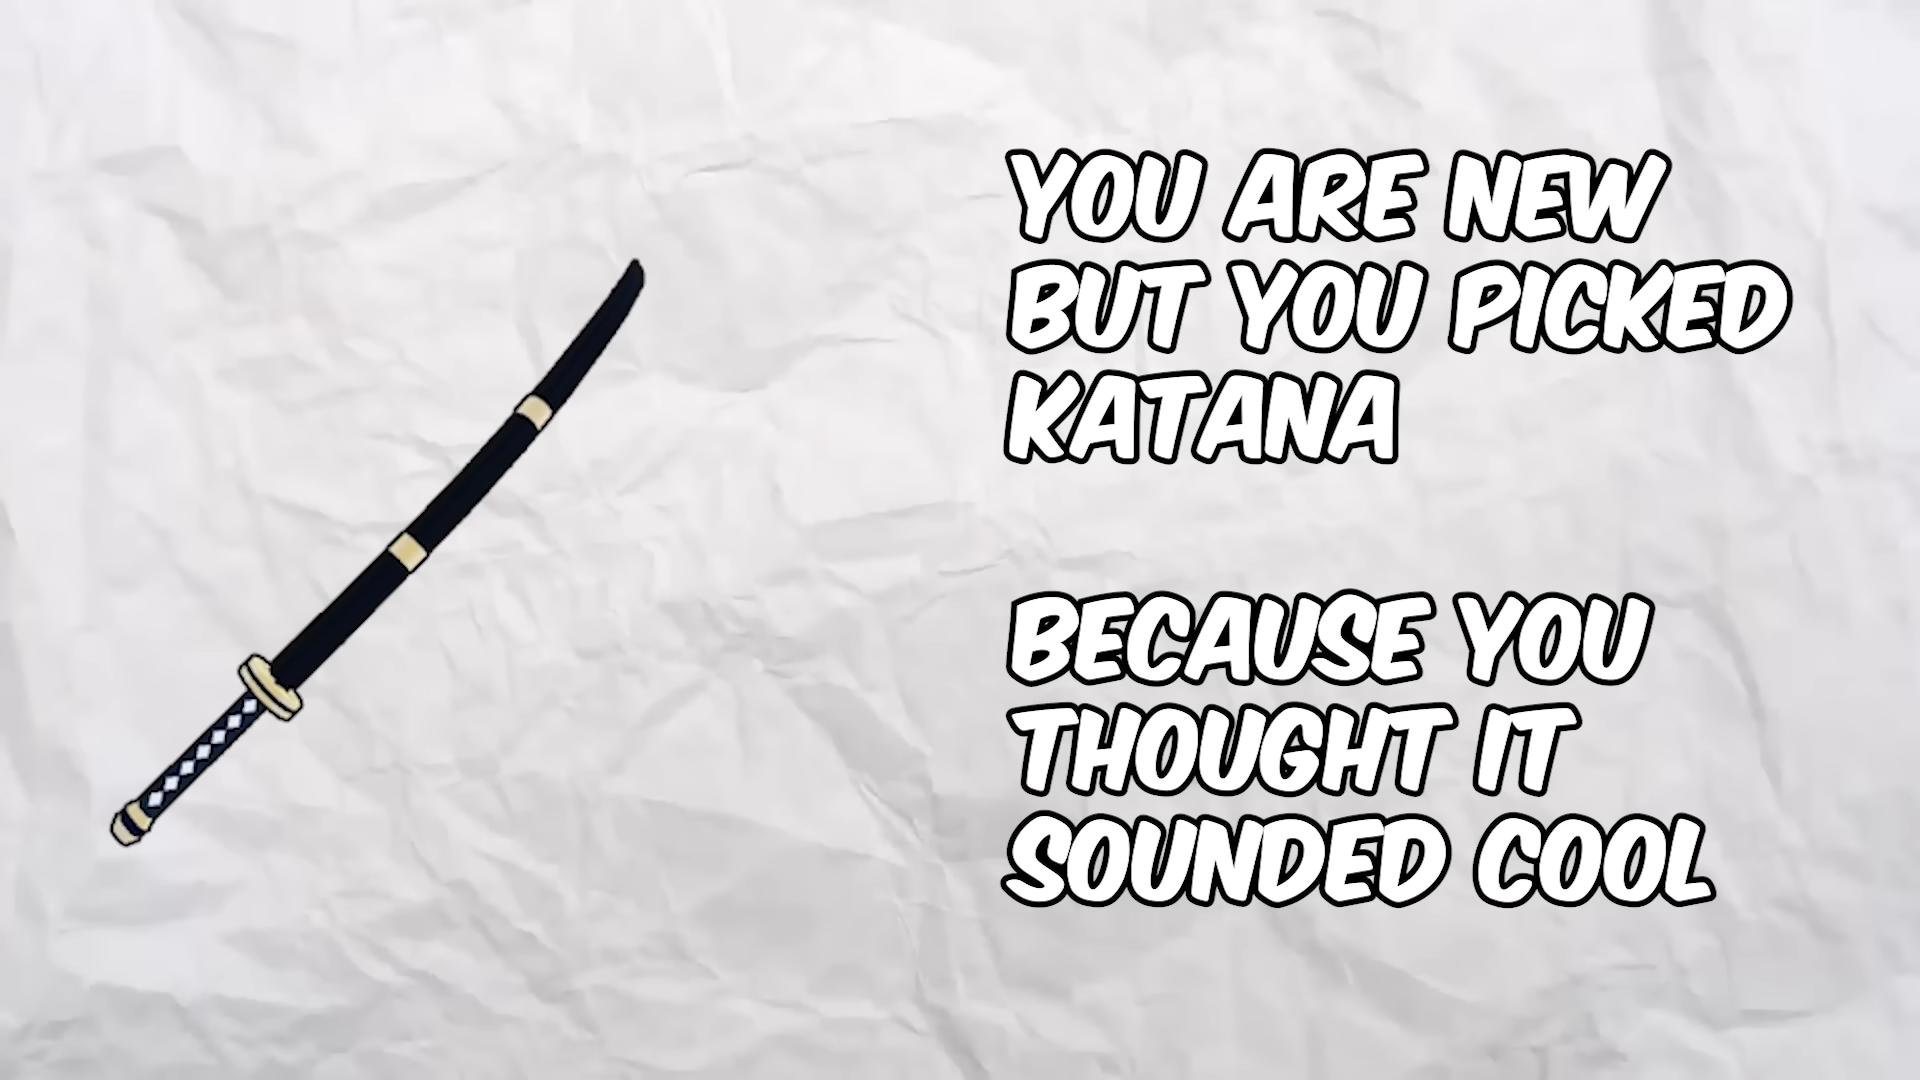 YOU ARE NEW
BUT YOU PICKED
KATANA
BECAUSE YOU
THOUGHT IT
SOUNDED COOL